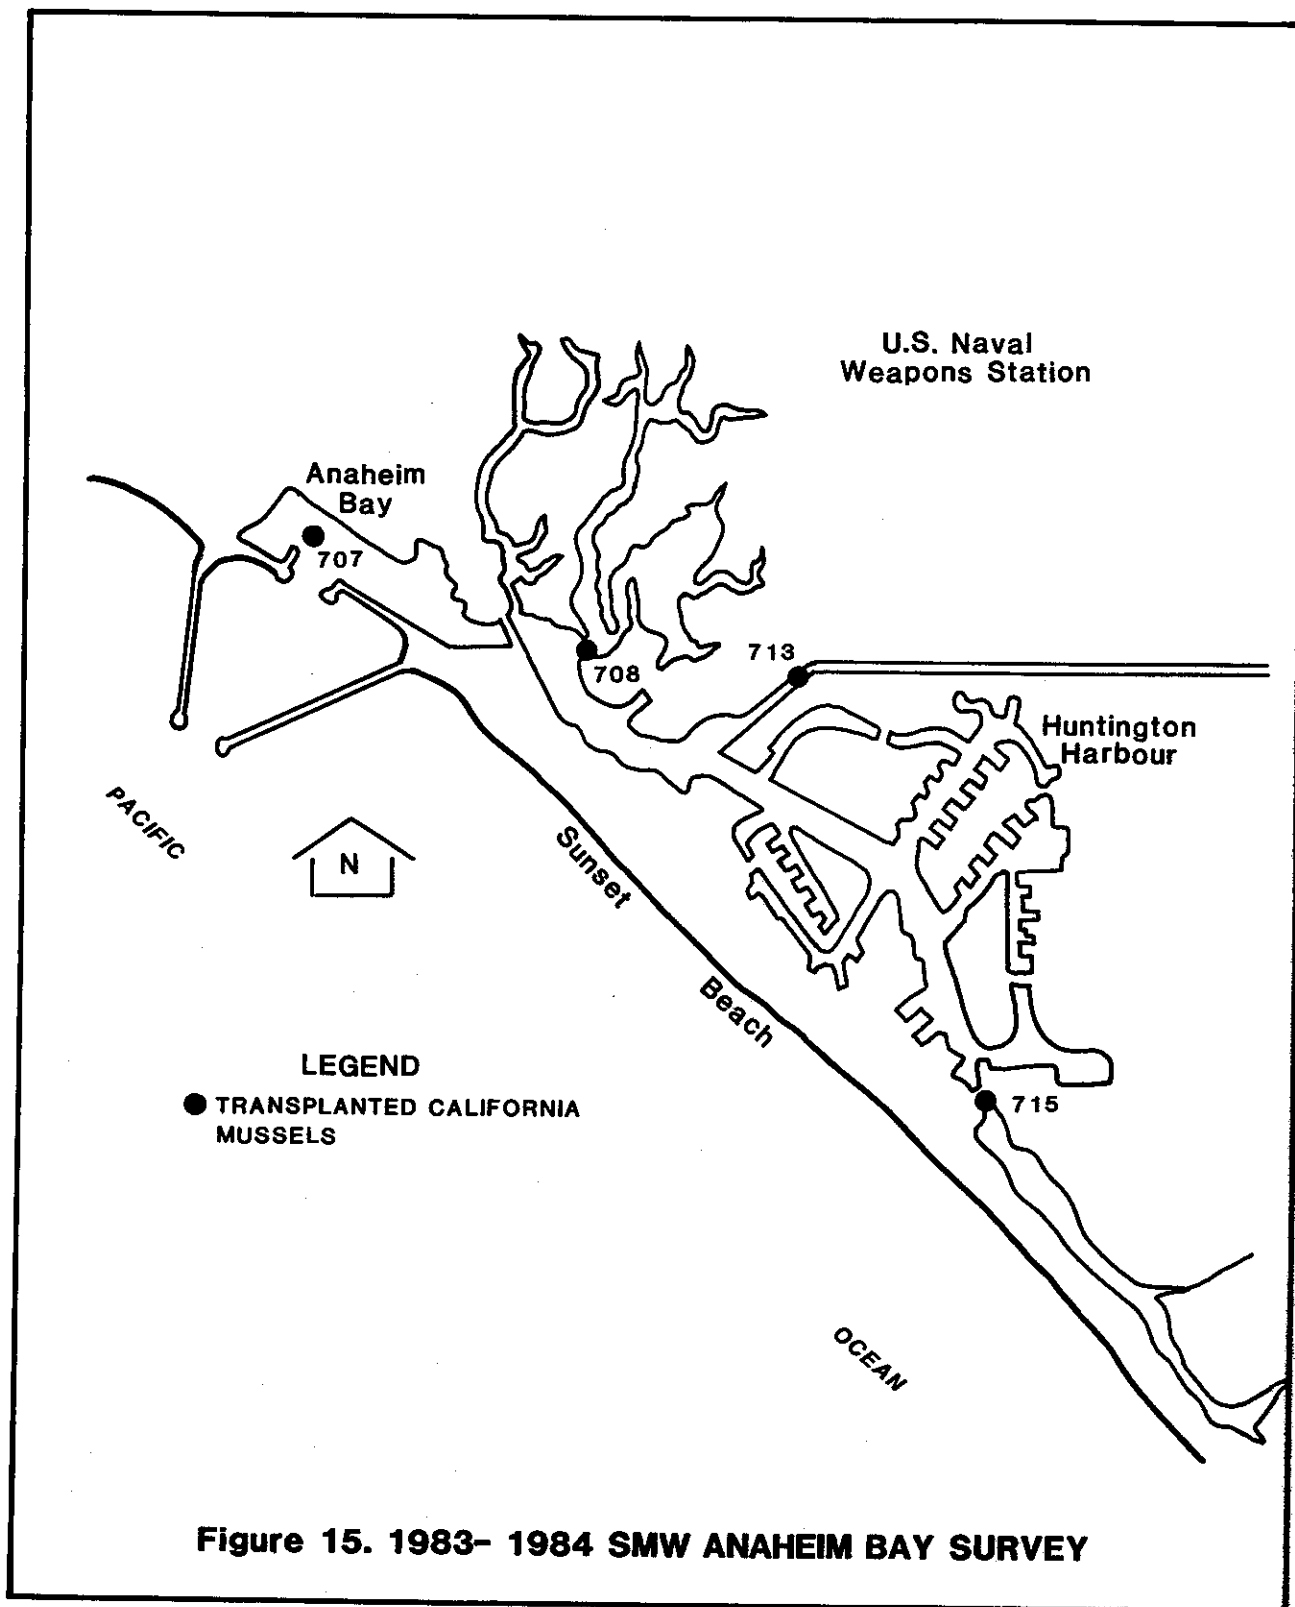 U.S. Naval
Weapons Station
Anaheim
Bay
707
708
713
Huntington
Harbour
PACIFIC
N
Sunset
Beach
LEGEND
TRANSPLANTED CALIFORNIA
MUSSELS
715
OCEAN
Figure 15. 1983- 1984 SMW ANAHEIM BAY SURVEY